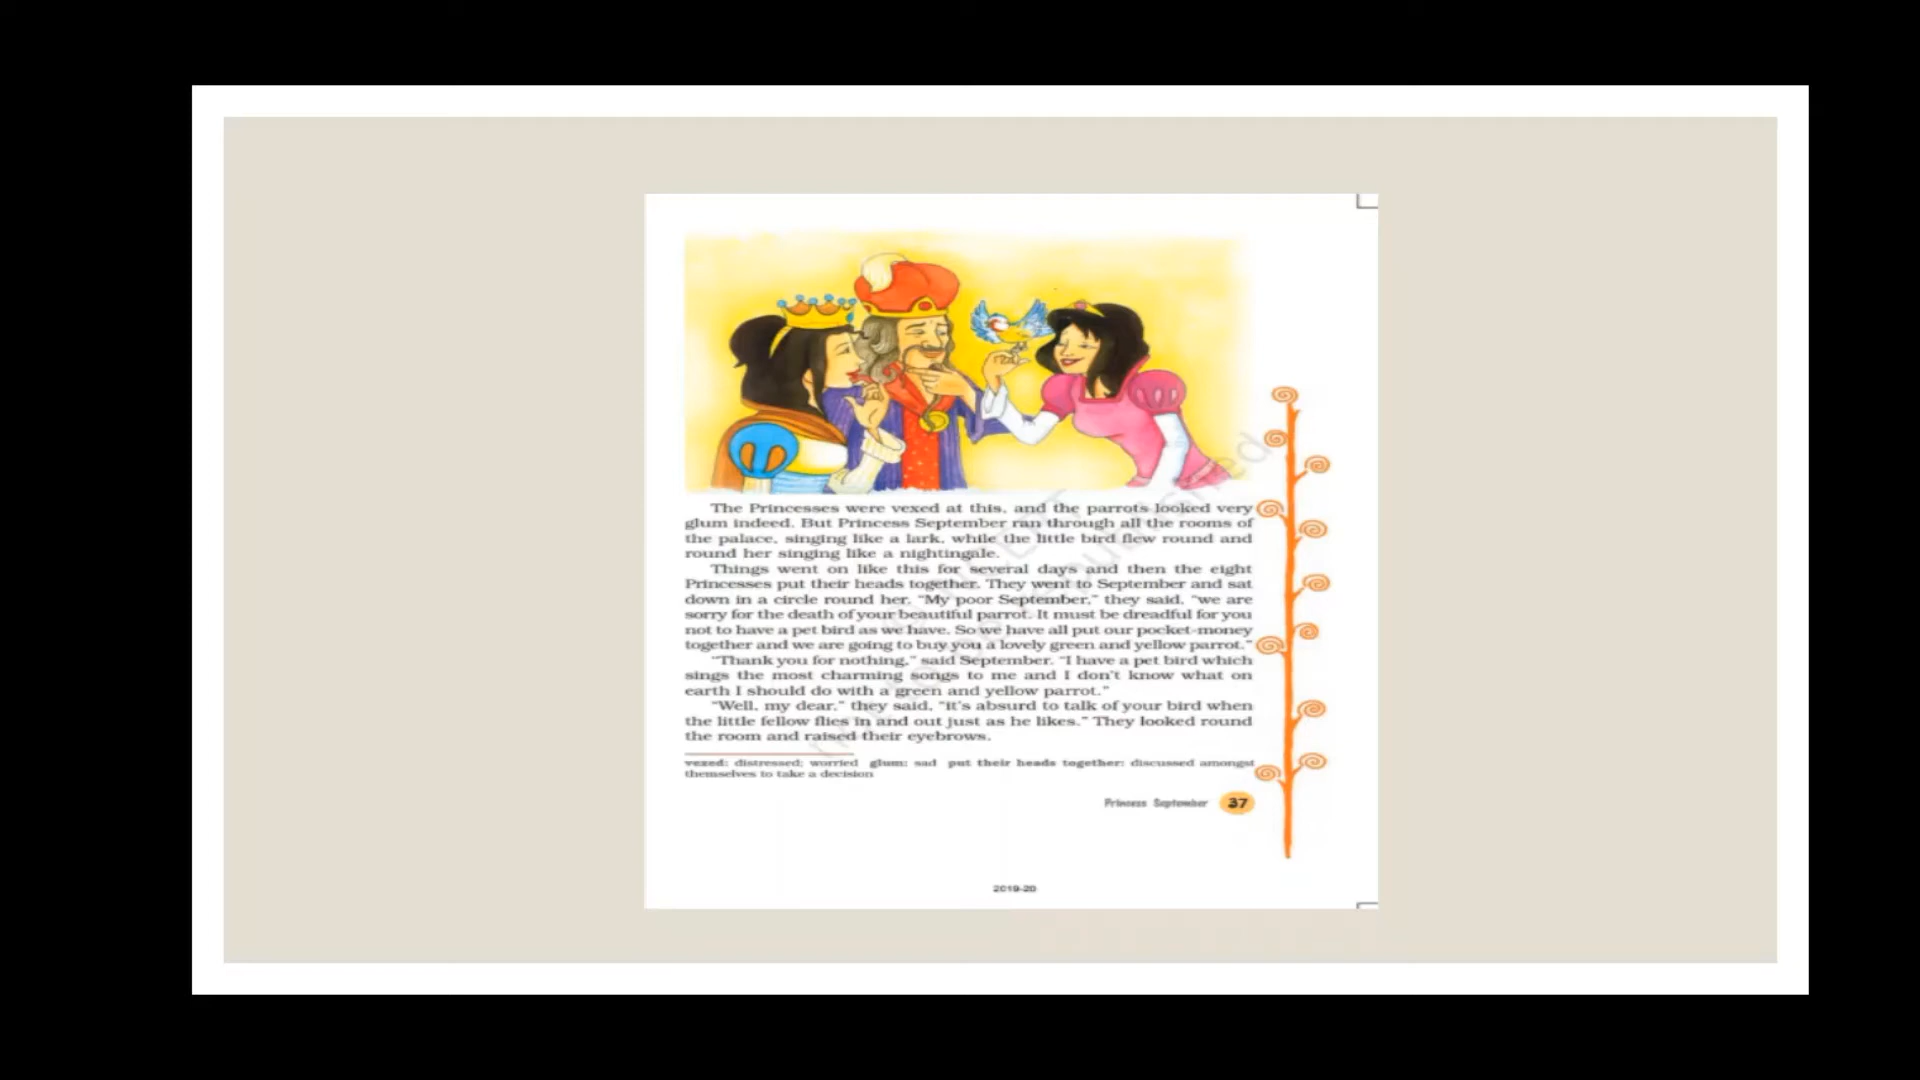 The Princesses were vexed at this, and the parrots looked very
glum indeed. But Princess September ran through all the rooms of
the palace, singing like a lark, while the little bird flew round and
round her singing like a nightingale.
Things went on like this for several days and then the eight
Princesses put their heads together. They went to September and sat
down in a circle round her. “My poor September,” they said, “we are
sorry for the death of your beautiful parrot. It must be dreadful for you
not to have a pet bird as we have. So we have all put our pocket-money
together and we are going to buy you a lovely green and yellow parrot.”
“Thank you for nothing,” said September. “I have a pet bird which
sings the most charming songs to me and I don’t know what on
earth I should do with a green and yellow parrot.”
“Well, my dear,” they said, “it’s absurd to talk of your bird when
the little fellow flies in and out just as he likes.” They looked round
the room and raised their eyebrows.
vexed: distressed; worried glum: sad put their heads together: discussed amongst
themselves to take a decision
Princess September 37
2019-20